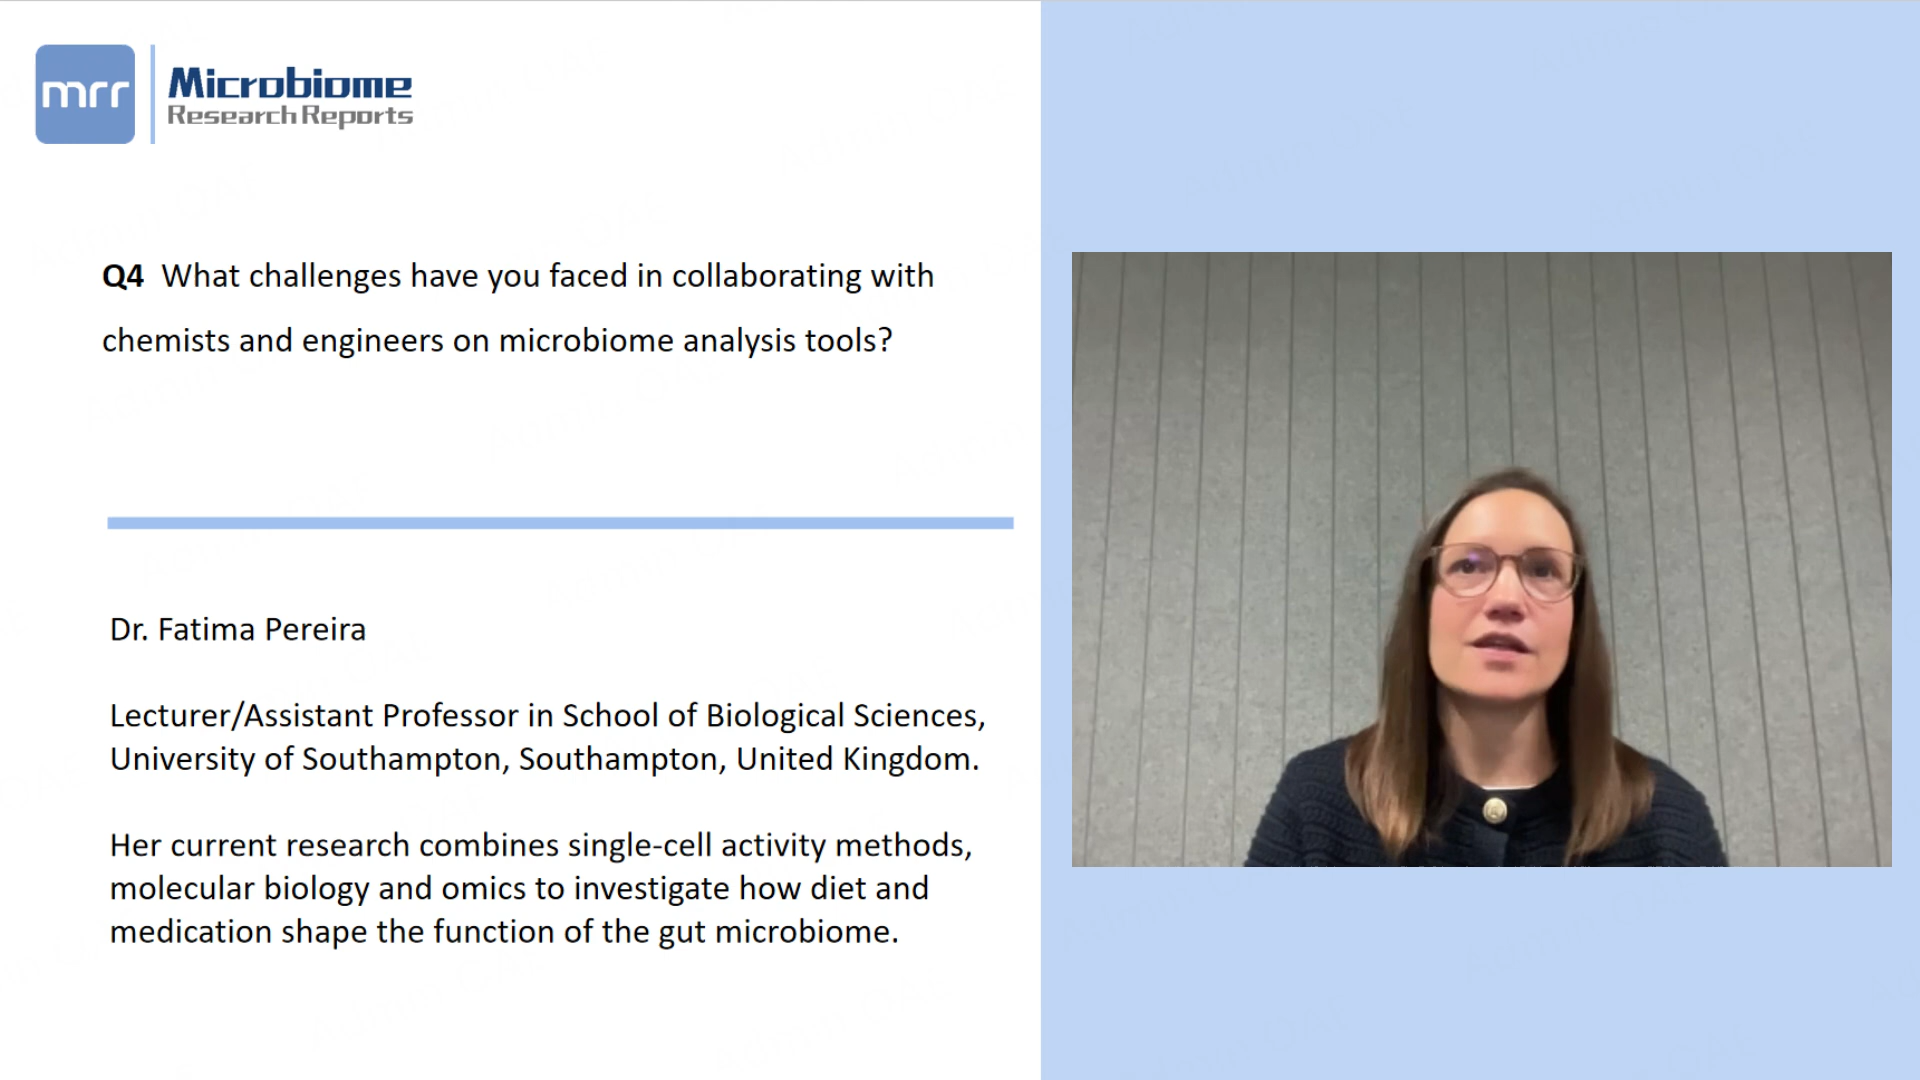 mrr
Microbiome
Research Reports
Q4 What challenges have you faced in collaborating with
chemists and engineers on microbiome analysis tools?
Dr. Fatima Pereira
Lecturer/Assistant Professor in School of Biological Sciences,
University of Southampton, Southampton, United Kingdom.
Her current research combines single-cell activity methods,
molecular biology and omics to investigate how diet and
medication shape the function of the gut microbiome.